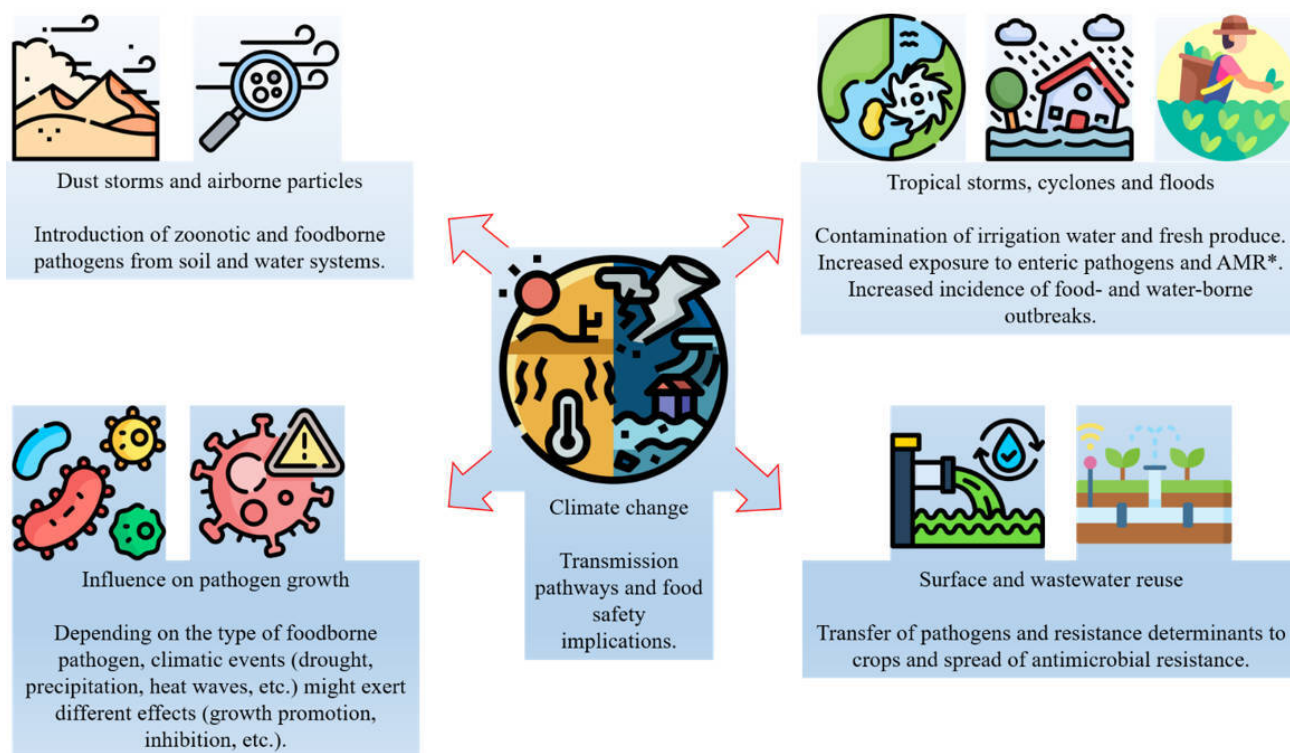 Dust storms and airborne particles
Introduction of zoonotic and foodborne
pathogens from soil and water systems.
Tropical storms, cyclones and floods
Contamination of irrigation water and fresh produce.
Increased exposure to enteric pathogens and AMR*.
Increased incidence of food- and water-borne
outbreaks.
Climate change
Transmission
pathways and food
safety
implications.
Influence on pathogen growth
Depending on the type of foodborne
pathogen, climatic events (drought,
precipitation, heat waves, etc.) might exert
different effects (growth promotion,
inhibition, etc.).
Surface and wastewater reuse
Transfer of pathogens and resistance determinants to
crops and spread of antimicrobial resistance.